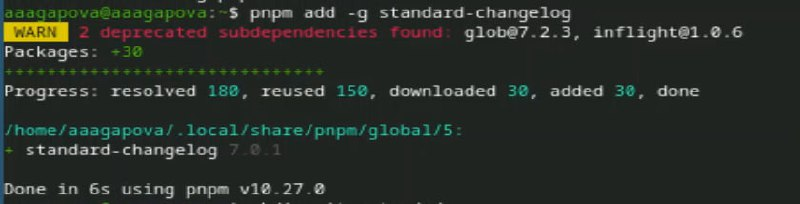 aaagapova@aaagapova:~$ pnpm add -g standard-changelog
WARN 2 deprecated subdependencies found: glob@7.2.3, inflight@1.0.6
Packages: +30
++++++++++++++++++++++++++++++
Progress: resolved 180, reused 150, downloaded 30, added 30, done
/home/aaagapova/.local/share/pnpm/global/5:
+ standard-changelog 7.0.1
Done in 6s using pnpm v10.27.0